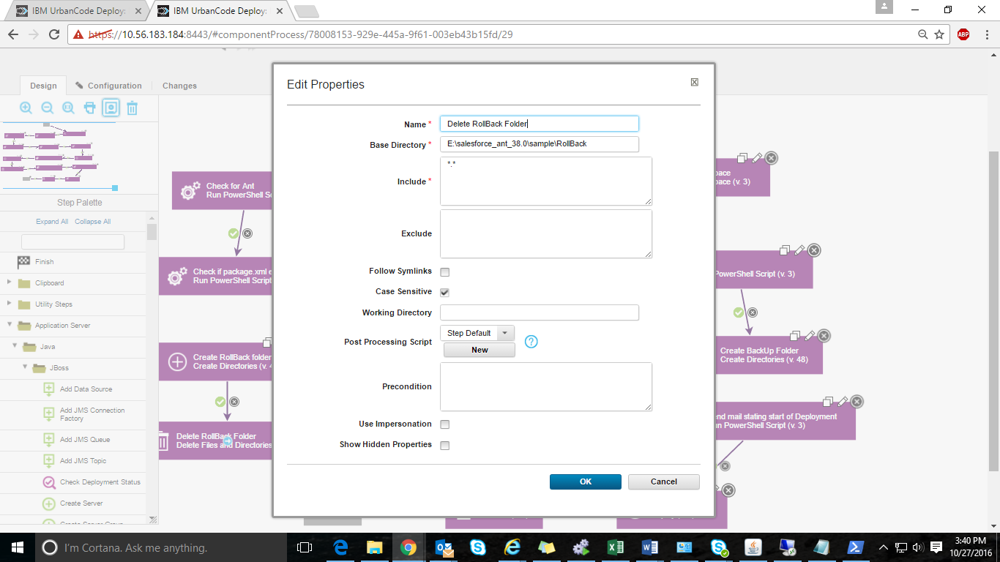 IBM UrbanCode Deploy:
IBM UrbanCode Deploy:
https://10.56.183.184:8443/#componentProcess/78008153-929e-445a-9f61-003eb43b15fd/29
ABP
Design
Configuration
Changes
Step Palette
Expand All Collapse All
Finish
Clipboard
Utility Steps
Application Server
Java
JBoss
Add Data Source
Add JMS Connection
Factory
Add JMS Queue
Add JMS Topic
Check Deployment Status
Create Server
Create Server Group
Check for Ant
Run PowerShell Sc
Check if package.xml e
Run PowerShell Script
Create RollBack folder
Create Directories (v. 4
Delete RollBack Folder
Delete Files and Directories
Edit Properties
Name *
Delete RollBack Folder
Base Directory *
E:\salesforce_ant_38.0\sample\RollBack
Include *
*.*
Exclude
Follow Symlinks
Case Sensitive
Working Directory
Post Processing Script
Step Default
New
Precondition
Use Impersonation
Show Hidden Properties
OK
Cancel
pace
pace (v. 3)
PowerShell Script (v. 3)
Create BackUp Folder
Create Directories (v. 48)
nd mail stating start of Deployment
n PowerShell Script (v. 3)
I'm Cortana. Ask me anything.
3:40 PM
10/27/2016